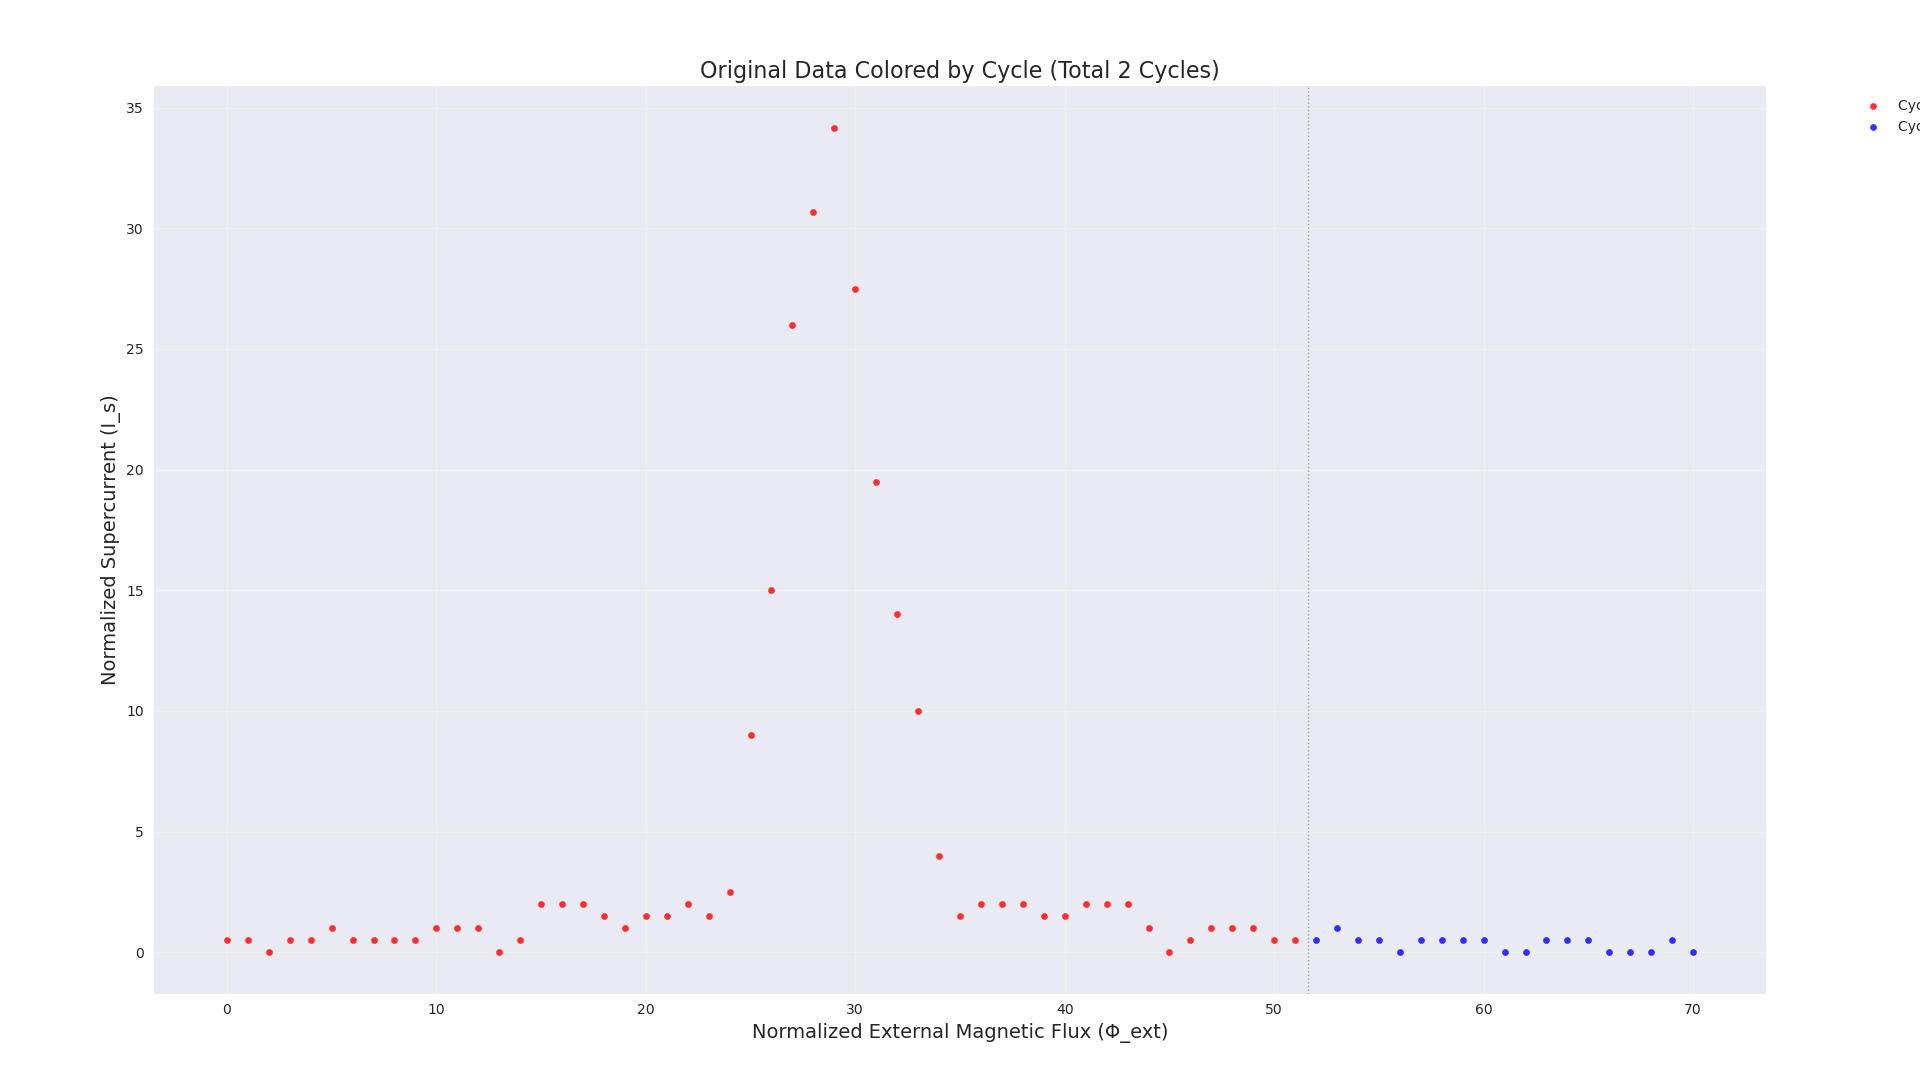 Original Data Colored by Cycle (Total 2 Cycles)
35
30
25
20
15
10
5
0
Normalized Supercurrent (I_s)
0 10 20 30 40 50 60 70
Normalized External Magnetic Flux (Φ_ext)
Cyc
Cyc